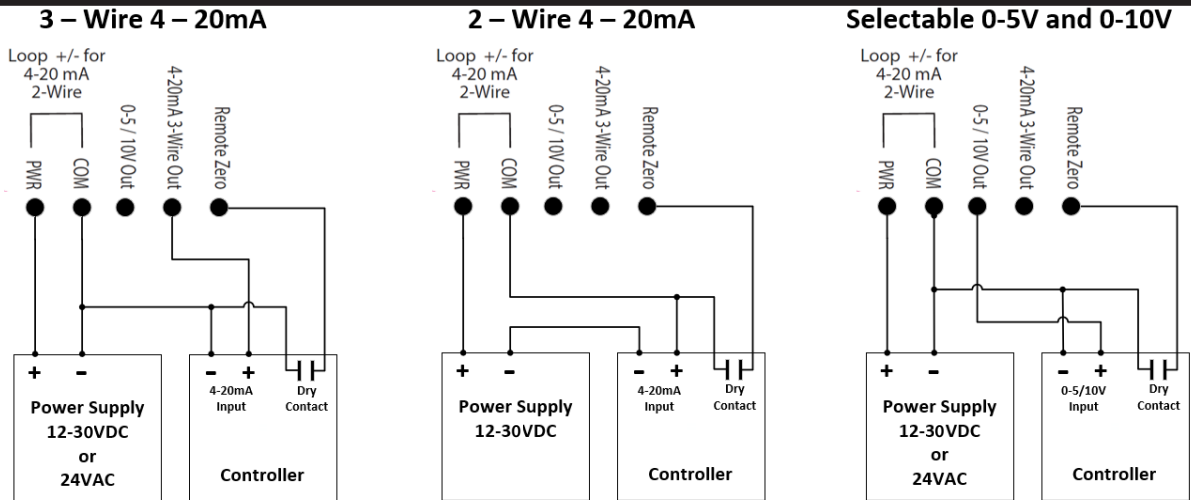 3 – Wire 4 – 20mA
Loop +/- for
4-20 mA
2-Wire
PWR
COM
0-5 / 10V Out
4-20mA 3-Wire Out
Remote Zero
+
-
Power Supply
12-30VDC
or
24VAC
- +
4-20mA
Input
Dry
Contact
Controller
2 – Wire 4 – 20mA
Loop +/- for
4-20 mA
2-Wire
PWR
COM
0-5 / 10V Out
4-20mA 3-Wire Out
Remote Zero
+
-
Power Supply
12-30VDC
- +
4-20mA
Input
Dry
Contact
Controller
Selectable 0-5V and 0-10V
Loop +/- for
4-20 mA
2-Wire
PWR
COM
0-5 / 10V Out
4-20mA 3-Wire Out
Remote Zero
+
-
Power Supply
12-30VDC
or
24VAC
- +
0-5/10V
Input
Dry
Contact
Controller